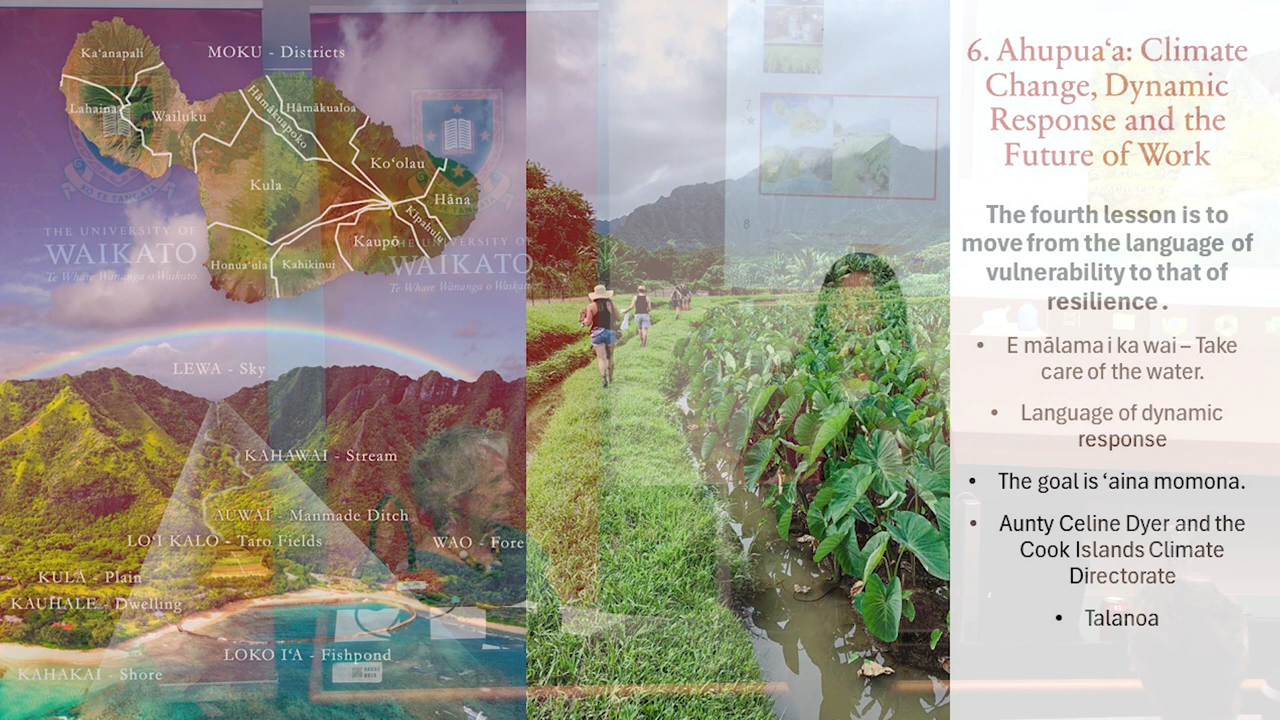 MOKU - Districts
Ka'anapali
Lahaina
Wailuku
Hāmākuapoko
Hāmākualoa
Ko'olau
Kula
Hāna
Kīpahulu
Kaupō
Honua'ula
Kahikinui
THE UNIVERSITY OF
WAIKATO
Te Whare Wānanga o Waikato
THE UNIVERSITY OF
WAIKATO
Te Whare Wānanga o Waikato
LEWA - Sky
KAHAWAI - Stream
AUWAI - Manmade Ditch
LO'I KALO - Taro Fields
WAO - Fore
KULA - Plain
KAUHALE - Dwelling
LOKO I'A - Fishpond
KAHAKAI - Shore
7
8
6. Ahupua‘a: Climate
Change, Dynamic
Response and the
Future of Work
The fourth lesson is to
move from the language of
vulnerability to that of
resilience .
• E mālama i ka wai – Take
care of the water.
• Language of dynamic
response
• The goal is ‘aina momona.
• Aunty Celine Dyer and the
Cook Islands Climate
Directorate
• Talanoa